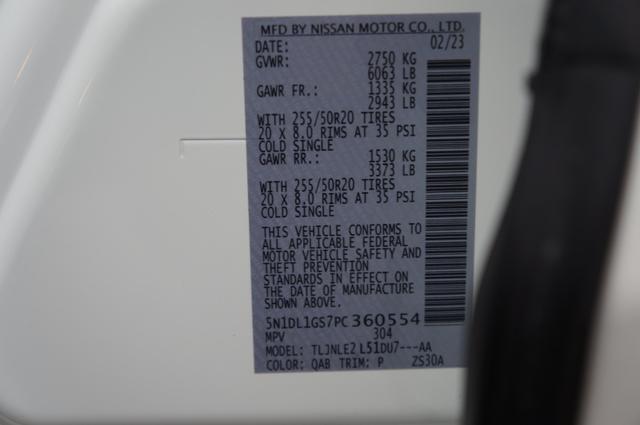 MFD BY NISSAN MOTOR CO., LTD.
DATE: 02/23
GVWR: 2750 KG
6063 LB
GAWR FR.: 1335 KG
2943 LB
WITH 255/50R20 TIRES
20 X 8.0 RIMS AT 35 PSI
COLD SINGLE
GAWR RR.: 1530 KG
3373 LB
WITH 255/50R20 TIRES
20 X 8.0 RIMS AT 35 PSI
COLD SINGLE
THIS VEHICLE CONFORMS TO
ALL APPLICABLE FEDERAL
MOTOR VEHICLE SAFETY AND
THEFT PREVENTION
STANDARDS IN EFFECT ON
THE DATE OF MANUFACTURE
SHOWN ABOVE.
5N1DL1GS7PC360554
MPV 304
MODEL: TLJNLE2 L51DU7---AA
COLOR: QAB TRIM: P ZS30A